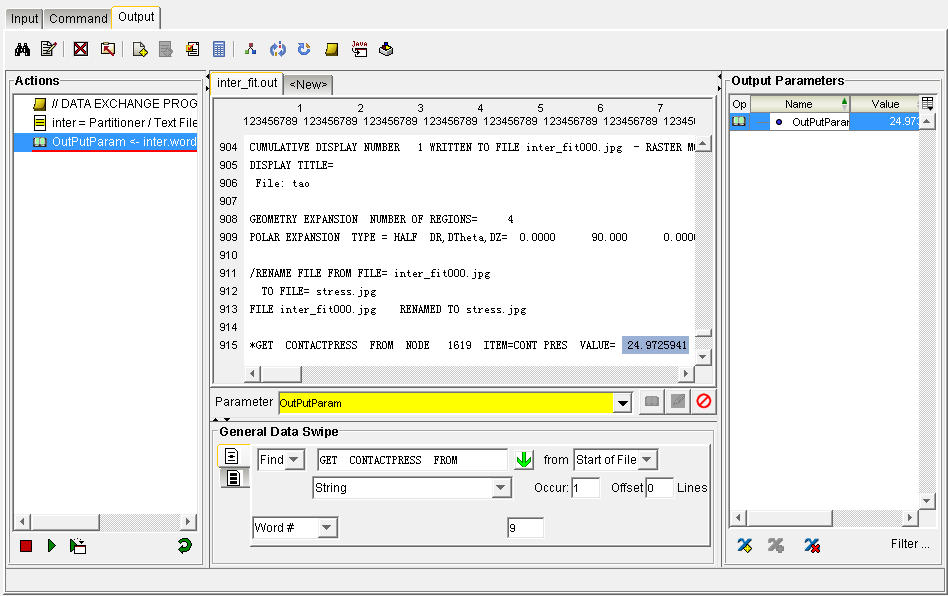 Input Command Output
Actions
// DATA EXCHANGE PROG
inter = Partitioner / Text File
OutPutParam <- inter.word
inter_fit.out <New>
1 2 3 4 5 6 7
123456789 123456789 123456789 123456789 123456789 123456789 123456789 1234
904 CUMULATIVE DISPLAY NUMBER 1 WRITTEN TO FILE inter_fit000.jpg - RASTER MO
905 DISPLAY TITLE=
906 File: tao
907
908 GEOMETRY EXPANSION NUMBER OF REGIONS= 4
909 POLAR EXPANSION TYPE = HALF DR,DTheta,DZ= 0.0000 90.000 0.000
910
911 /RENAME FILE FROM FILE= inter_fit000.jpg
912 TO FILE= stress.jpg
913 FILE inter_fit000.jpg RENAMED TO stress.jpg
914
915 *GET CONTACTPRESS FROM NODE 1619 ITEM=CONT PRES VALUE= 24.9725941
Parameter OutPutParam
General Data Swipe
Find GET CONTACTPRESS FROM from Start of File
String Occur: 1 Offset 0 Lines
Word # 9
Output Parameters
Op Name Value
OutPutParar 24.973
Filter ...